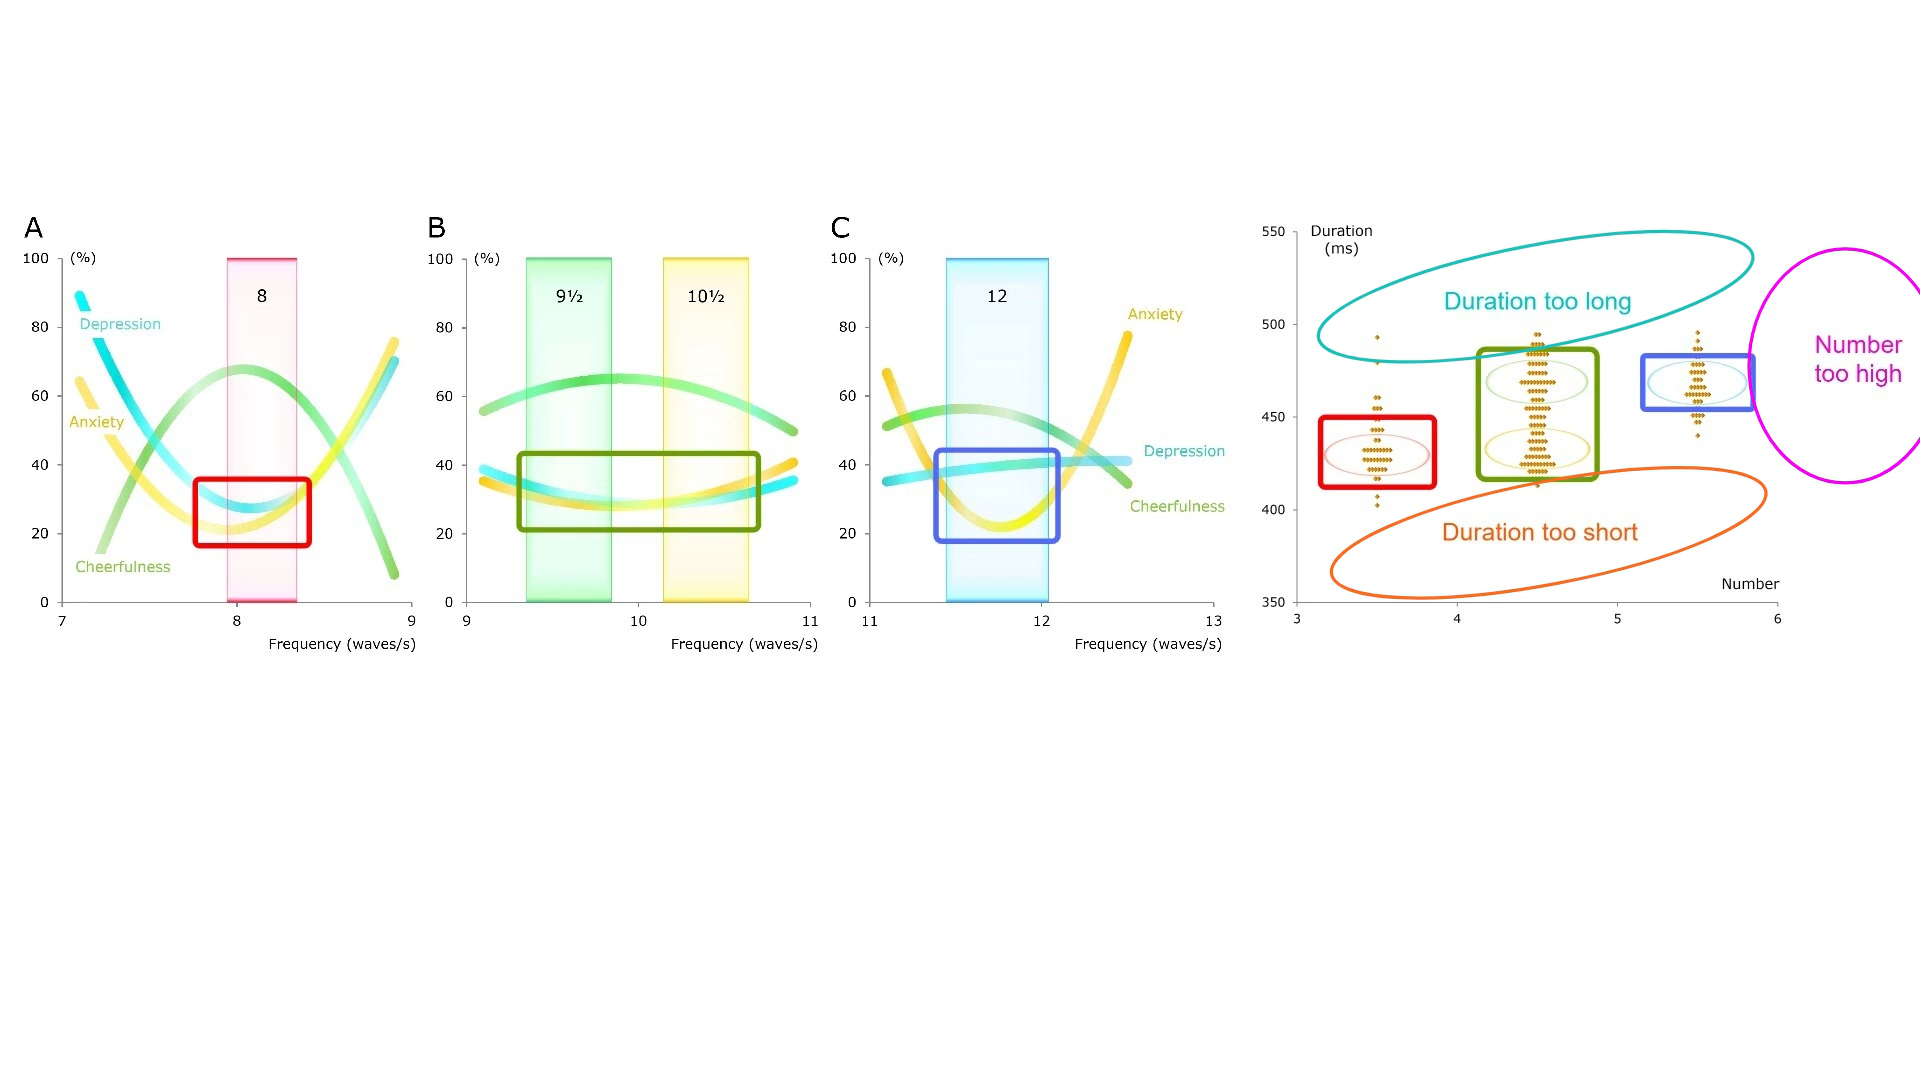 A
100
(%)
80
60
40
20
0
8
Depression
Anxiety
Cheerfulness
7
8
9
Frequency (waves/s)
B
100
(%)
80
60
40
20
0
9½
10½
9
10
11
Frequency (waves/s)
C
100
(%)
80
60
40
20
0
12
Anxiety
Depression
Cheerfulness
11
12
13
Frequency (waves/s)
550
500
450
400
350
Duration
(ms)
Duration too long
Number
too high
Duration too short
Number
3
4
5
6